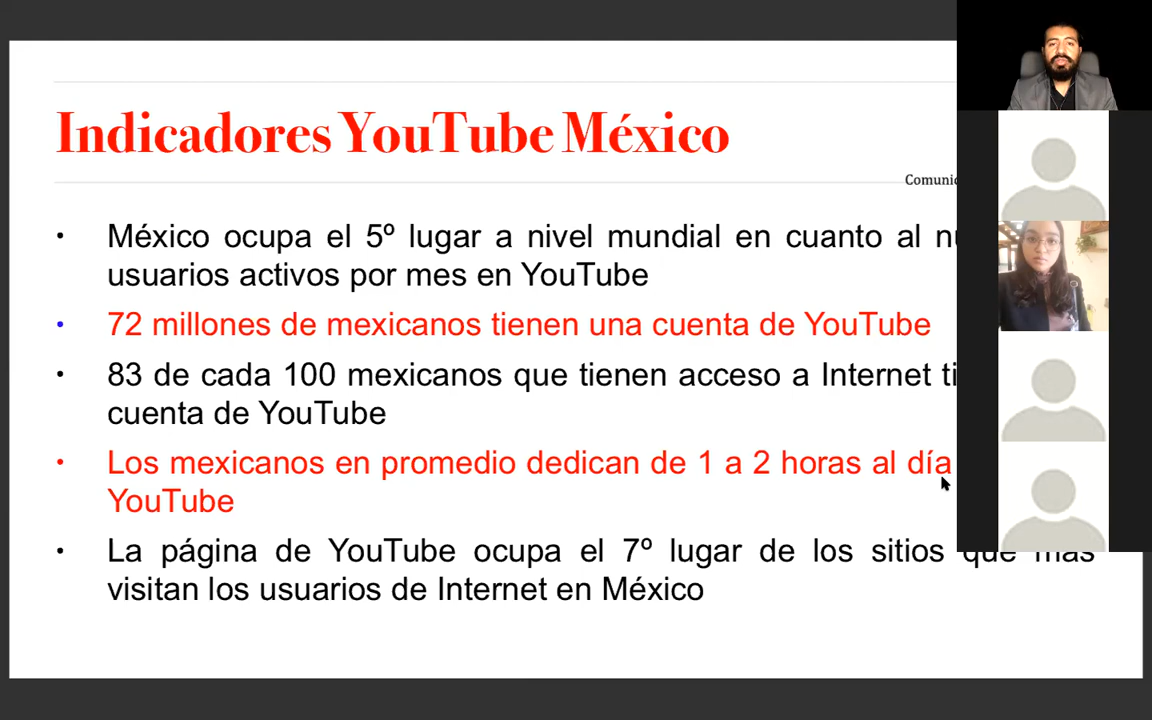 Indicadores YouTube México
México ocupa el 5º lugar a nivel mundial en cuanto al
usuarios activos por mes en YouTube
72 millones de mexicanos tienen una cuenta de YouTube
83 de cada 100 mexicanos que tienen acceso a Internet
cuenta de YouTube
Los mexicanos en promedio dedican de 1 a 2 horas al día
YouTube
La página de YouTube ocupa el 7º lugar de los sitios que más
visitan los usuarios de Internet en México